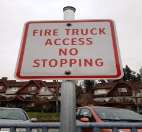 FIRE TRUCK
ACCESS
NO
STOPPING